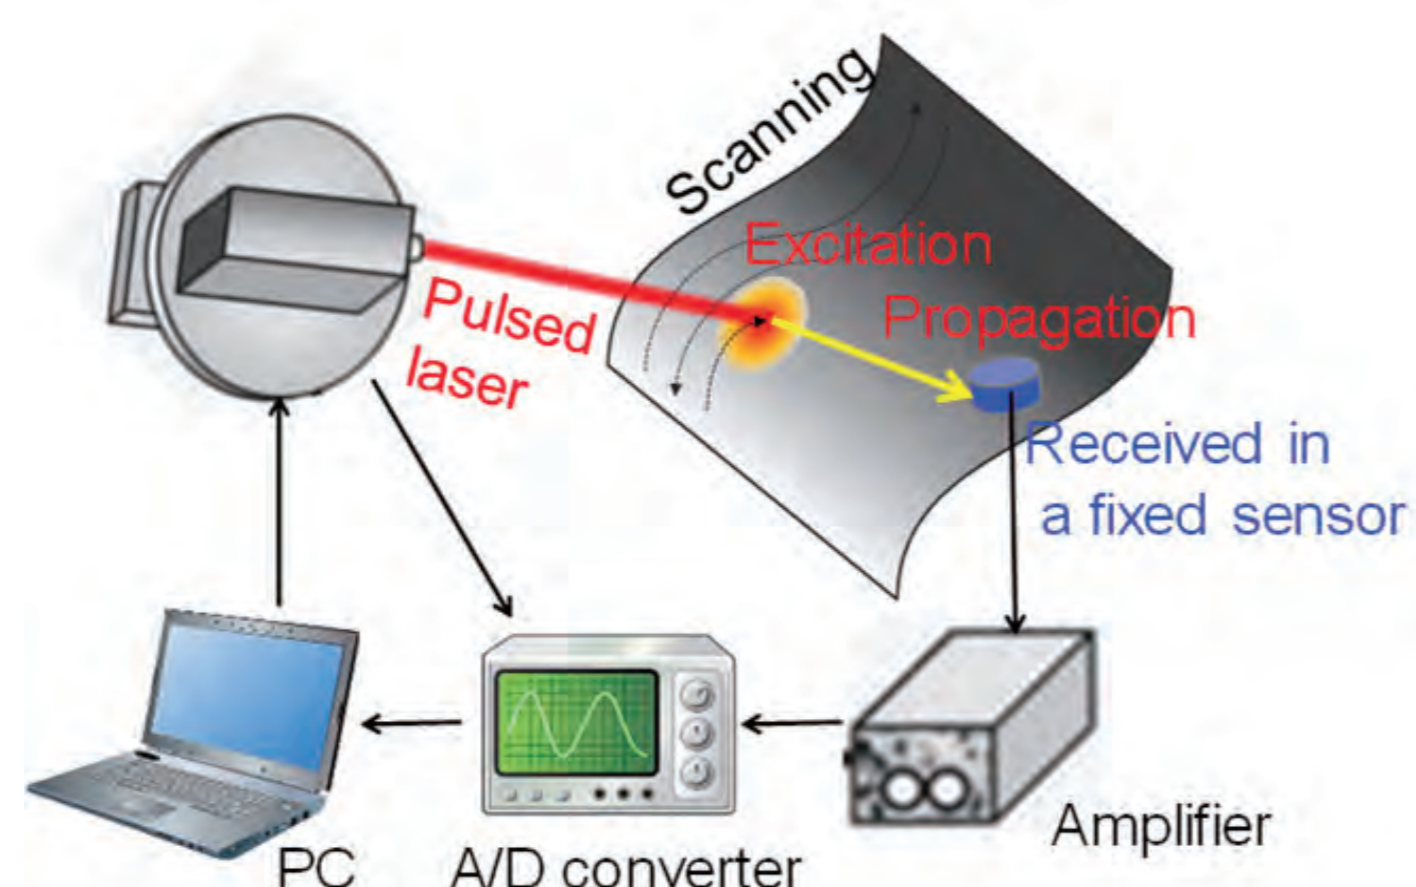 Scanning
Excitation
Propagation
Pulsed
laser
Received in
a fixed sensor
PC
A/D converter
Amplifier